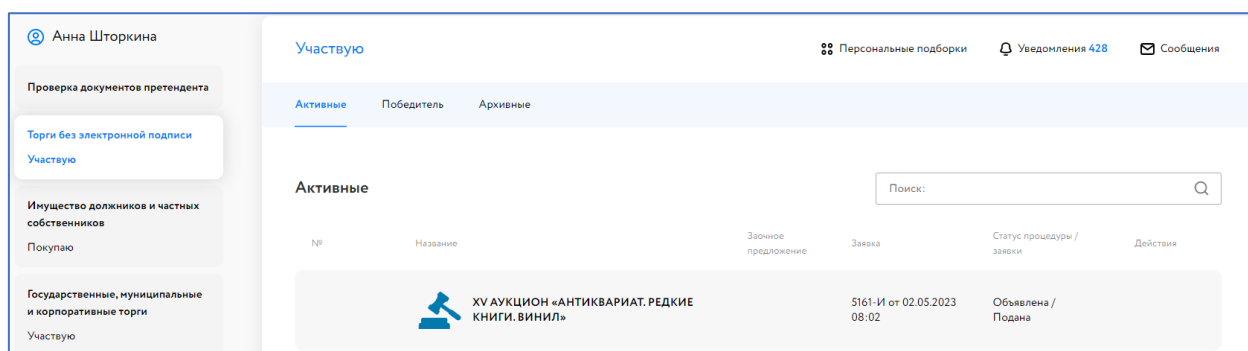 Анна Шторкина
Проверка документов претендента
Торги без электронной подписи
Участвую
Имущество должников и частных
собственников
Покупаю
Государственные, муниципальные
и корпоративные торги
Участвую
Участвую
Персональные подборки
Уведомления 428
Сообщения
Активные
Победитель
Архивные
Активные
Поиск:
№
Название
Заочное
предложение
Заявка
Статус процедуры /
заявки
Действия
XV АУКЦИОН «АНТИКВАРИАТ. РЕДКИЕ
КНИГИ. ВИНИЛ»
5161-И от 02.05.2023
08:02
Объявлена /
Подана